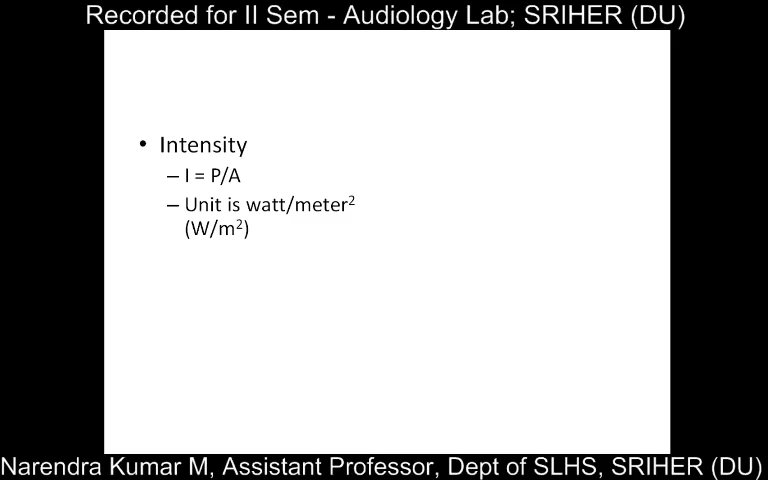 Recorded for II Sem - Audiology Lab; SRIHER (DU)
• Intensity
– I = P/A
– Unit is watt/meter²
(W/m²)
Narendra Kumar M, Assistant Professor, Dept of SLHS, SRIHER (DU)